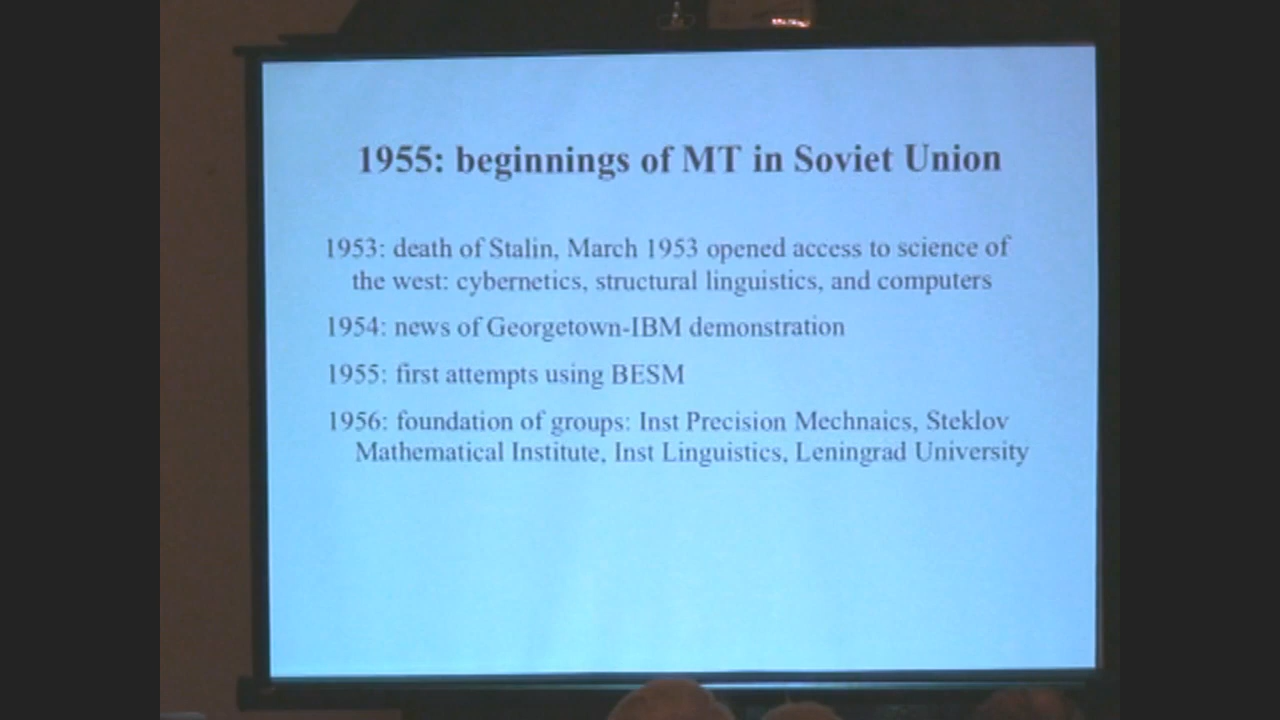 1955: beginnings of MT in Soviet Union
1953: death of Stalin, March 1953 opened access to science of
the west: cybernetics, structural linguistics, and computers
1954: news of Georgetown-IBM demonstration
1955: first attempts using BESM
1956: foundation of groups: Inst Precision Mechnaics, Steklov
Mathematical Institute, Inst Linguistics, Leningrad University